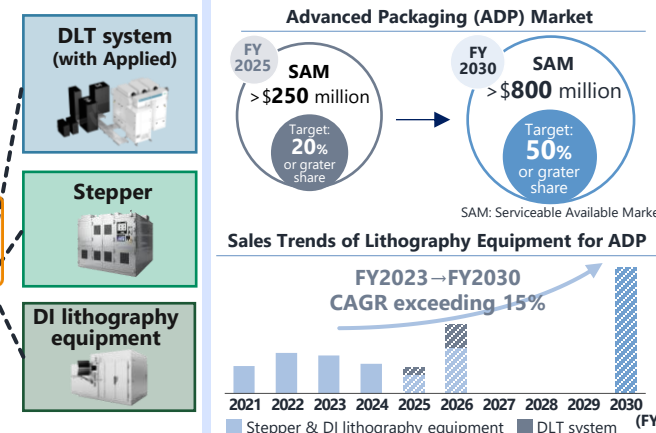 DLT system
(with Applied)
Stepper
DI lithography
equipment
Advanced Packaging (ADP) Market
FY
2025
SAM
>$250 million
Target:
20%
or grater
share
FY
2030
SAM
>$800 million
Target:
50%
or grater
share
SAM: Serviceable Available Marke
Sales Trends of Lithography Equipment for ADP
FY2023→FY2030
CAGR exceeding 15%
2021 2022 2023 2024 2025 2026 2027 2028 2029 2030
(FY
Stepper & DI lithography equipment DLT system